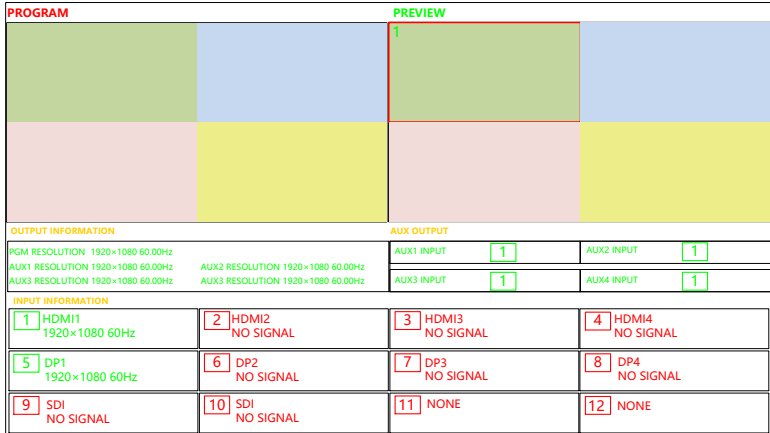 PROGRAM PREVIEW
1
OUTPUT INFORMATION AUX OUTPUT
PGM RESOLUTION 1920×1080 60.00Hz
AUX1 RESOLUTION 1920×1080 60.00Hz AUX2 RESOLUTION 1920×1080 60.00Hz
AUX3 RESOLUTION 1920×1080 60.00Hz AUX3 RESOLUTION 1920×1080 60.00Hz
AUX1 INPUT 1 AUX2 INPUT 1
AUX3 INPUT 1 AUX4 INPUT 1
INPUT INFORMATION
1 HDMI1
1920×1080 60Hz
2 HDMI2
NO SIGNAL
3 HDMI3
NO SIGNAL
4 HDMI4
NO SIGNAL
5 DP1
1920×1080 60Hz
6 DP2
NO SIGNAL
7 DP3
NO SIGNAL
8 DP4
NO SIGNAL
9 SDI
NO SIGNAL
10 SDI
NO SIGNAL
11 NONE
12 NONE